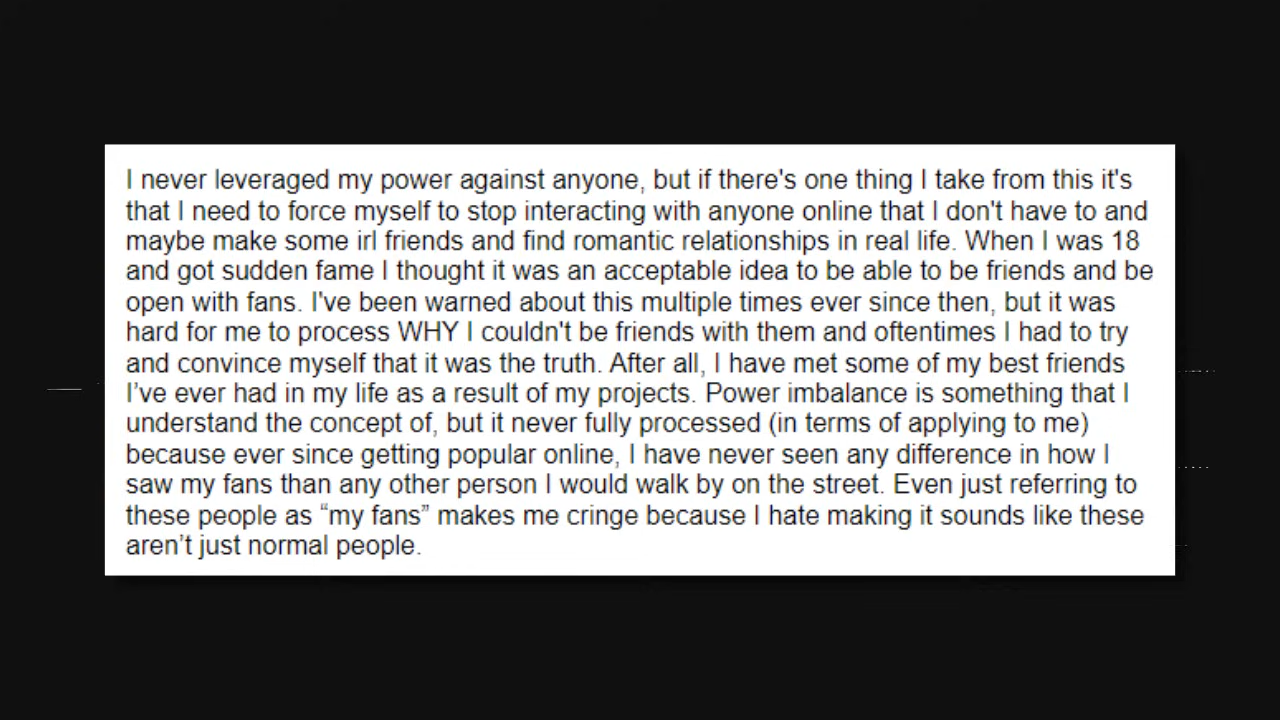 I never leveraged my power against anyone, but if there's one thing I take from this it's
that I need to force myself to stop interacting with anyone online that I don't have to and
maybe make some irl friends and find romantic relationships in real life. When I was 18
and got sudden fame I thought it was an acceptable idea to be able to be friends and be
open with fans. I've been warned about this multiple times ever since then, but it was
hard for me to process WHY I couldn't be friends with them and oftentimes I had to try
and convince myself that it was the truth. After all, I have met some of my best friends
I’ve ever had in my life as a result of my projects. Power imbalance is something that I
understand the concept of, but it never fully processed (in terms of applying to me)
because ever since getting popular online, I have never seen any difference in how I
saw my fans than any other person I would walk by on the street. Even just referring to
these people as “my fans” makes me cringe because I hate making it sounds like these
aren’t just normal people.